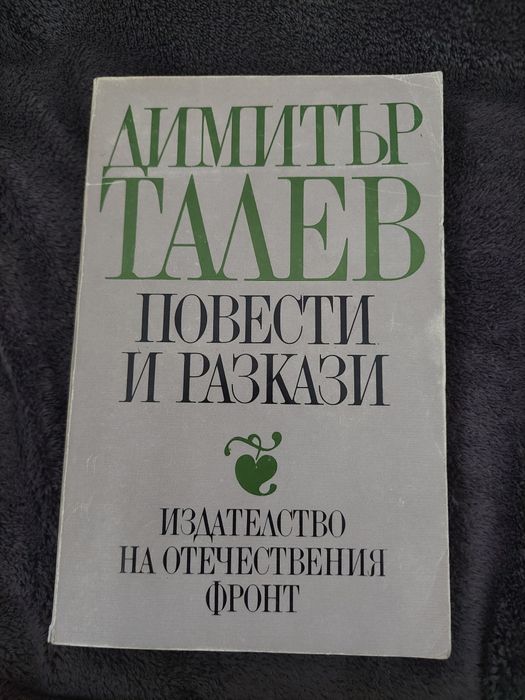 ДИМИТЪР
ТАЛЕВ
ПОВЕСТИ
И РАЗКАЗИ
ИЗДАТЕЛСТВО
НА ОТЕЧЕСТВЕНИЯ
ФРОНТ